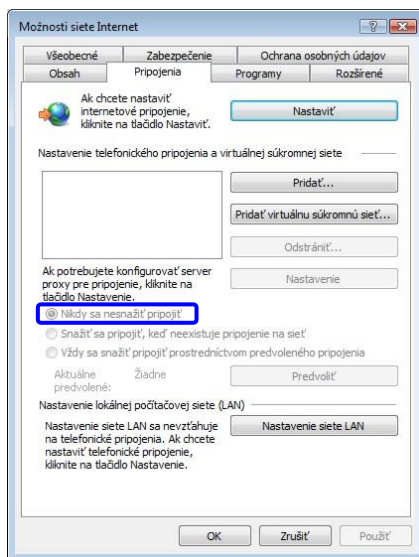 Možnosti siete Internet
Všeobecné Zabezpečenie Ochrana osobných údajov
Obsah Pripojenia Programy Rozšírené
Ak chcete nastaviť
internetové pripojenie,
kliknite na tlačidlo Nastaviť.
Nastaviť
Nastavenie telefonického pripojenia a virtuálnej súkromnej siete
Pridať...
Pridať virtuálnu súkromnú sieť...
Odstrániť...
Ak potrebujete konfigurovať server
proxy pre pripojenie, kliknite na
tlačidlo Nastavenie.
Nastavenie
Nikdy sa nesnažiť pripojiť
Snažiť sa pripojiť, keď neexistuje pripojenie na sieť
Vždy sa snažiť pripojiť prostredníctvom predvoleného pripojenia
Aktuálne
predvolené:
Žiadne
Predvoliť
Nastavenie lokálnej počítačovej siete (LAN)
Nastavenie siete LAN sa nevzťahuje
na telefonické pripojenia. Ak chcete
nastaviť telefonické pripojenie,
kliknite na tlačidlo Nastavenie.
Nastavenie siete LAN
OK Zrušiť Použiť